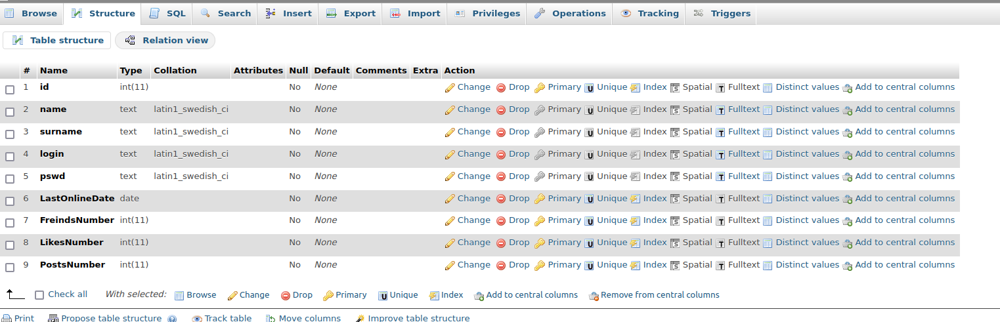 Browse Structure SQL Search Insert Export Import Privileges Operations Tracking Triggers
Table structure Relation view
# Name Type Collation Attributes Null Default Comments Extra Action
1 id int(11) No None Change Drop Primary Unique Index Spatial Fulltext Distinct values Add to central columns
2 name text latin1_swedish_ci No None Change Drop Primary Unique Index Spatial Fulltext Distinct values Add to central columns
3 surname text latin1_swedish_ci No None Change Drop Primary Unique Index Spatial Fulltext Distinct values Add to central columns
4 login text latin1_swedish_ci No None Change Drop Primary Unique Index Spatial Fulltext Distinct values Add to central columns
5 pswd text latin1_swedish_ci No None Change Drop Primary Unique Index Spatial Fulltext Distinct values Add to central columns
6 LastOnlineDate date No None Change Drop Primary Unique Index Spatial Fulltext Distinct values Add to central columns
7 FreindsNumber int(11) No None Change Drop Primary Unique Index Spatial Fulltext Distinct values Add to central columns
8 LikesNumber int(11) No None Change Drop Primary Unique Index Spatial Fulltext Distinct values Add to central columns
9 PostsNumber int(11) No None Change Drop Primary Unique Index Spatial Fulltext Distinct values Add to central columns
Check all With selected: Browse Change Drop Primary Unique Index Add to central columns Remove from central columns
Print Propose table structure Track table Move columns Improve table structure